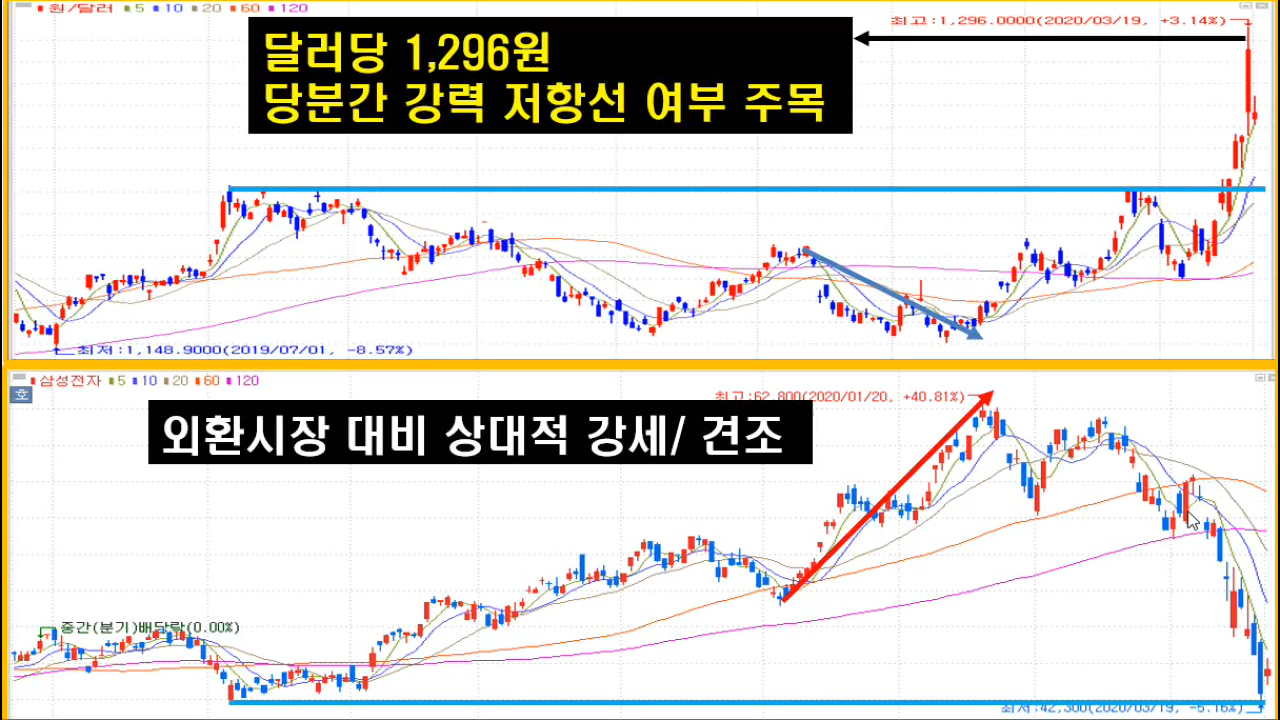 원/달러 5 10 20 60 120
최고:1,296.0000(2020/03/19, +3.14%)
달러당 1,296원
당분간 강력 저항선 여부 주목
최저:1,148.9000(2019/07/01, -8.57%)
삼성전자 5 10 20 60 120
호
최고:62,800(2020/01/20, +40.81%)
외환시장 대비 상대적 강세/ 견조
중간(분기)배당락(0.00%)
최저:42,300(2020/03/19, -5.16%)